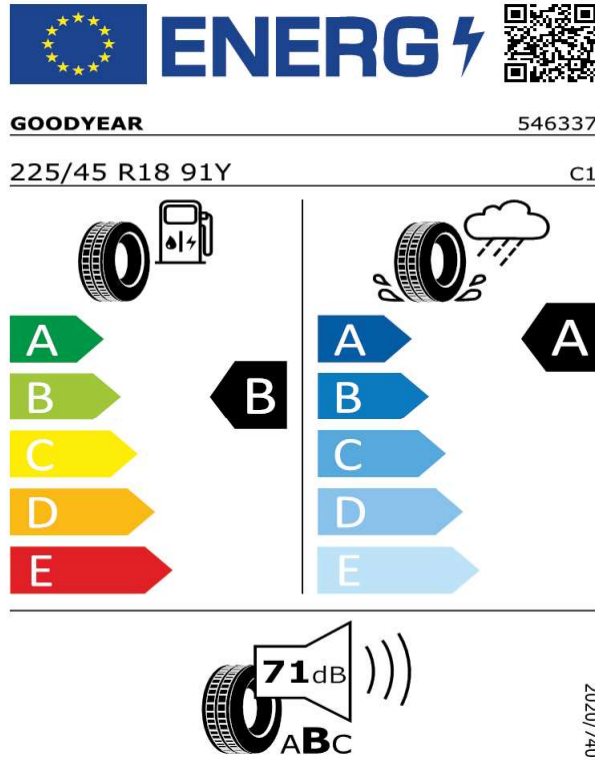 ENERG
GOODYEAR 546337
225/45 R18 91Y C1
A A A
B B B
C C
D D
E E
71dB
ABC
2020/740